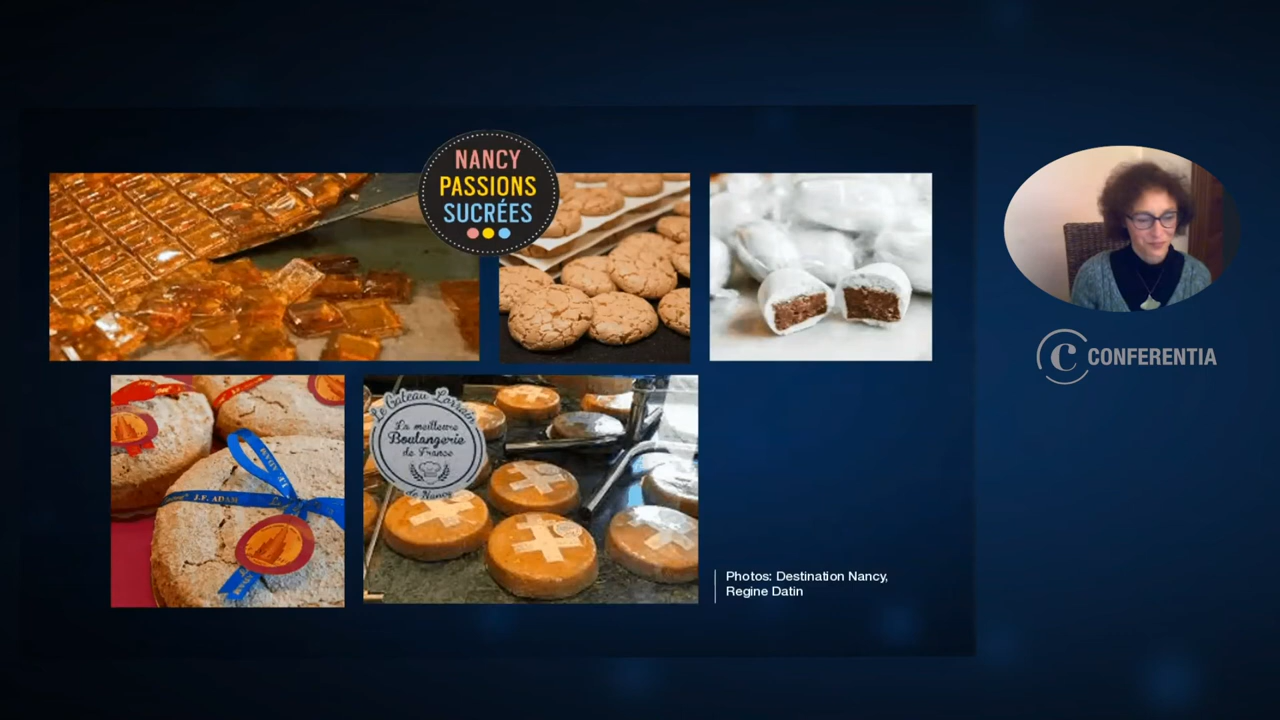 NANCY
PASSIONS
SUCRÉES
CONFERENTIA
Le Gateau Lorrain
La meilleure
Boulangerie
de France
de Nancy
J.F. ADAM
Photos: Destination Nancy,
Regine Datin